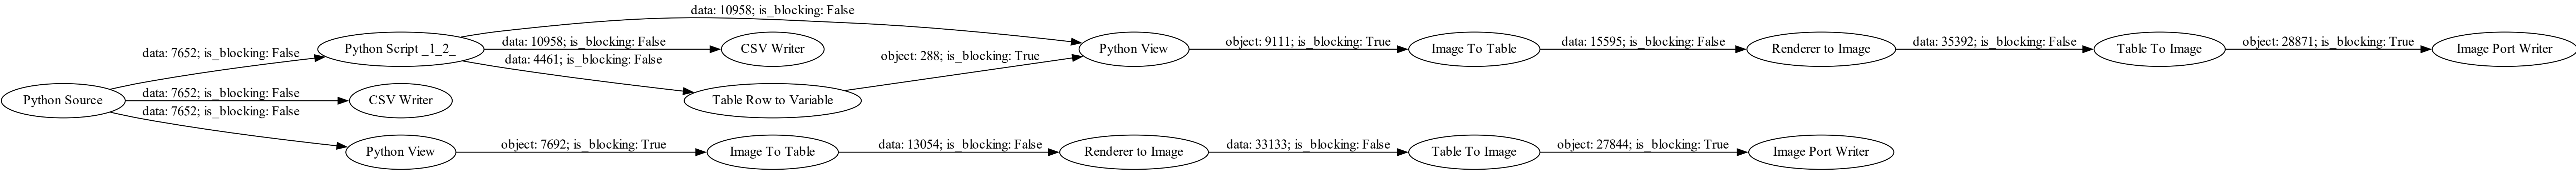 data: 10958; is_blocking: False
data: 7652; is_blocking: False
Python Script _1_2_
data: 10958; is_blocking: False
CSV Writer
object: 288; is_blocking: True
Python View
object: 9111; is_blocking: True
Image To Table
data: 15595; is_blocking: False
Renderer to Image
data: 35392; is_blocking: False
Table To Image
object: 28871; is_blocking: True
Image Port Writer
data: 4461; is_blocking: False
Python Source
data: 7652; is_blocking: False
CSV Writer
Table Row to Variable
data: 7652; is_blocking: False
Python View
object: 7692; is_blocking: True
Image To Table
data: 13054; is_blocking: False
Renderer to Image
data: 33133; is_blocking: False
Table To Image
object: 27844; is_blocking: True
Image Port Writer